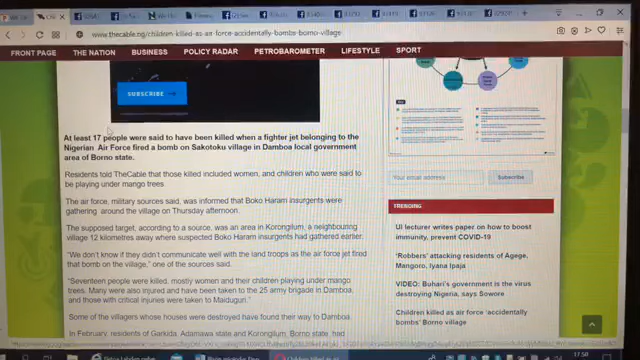 www.thecable.ng/children-killed-as-air-force-accidentally-bombs-borno-village
FRONT PAGE THE NATION BUSINESS POLICY RADAR PETROBAROMETER LIFESTYLE SPORT
SUBSCRIBE
At least 17 people were said to have been killed when a fighter jet belonging to the
Nigerian Air Force fired a bomb on Sakotoku village in Damboa local government
area of Borno state.
Residents told TheCable that those killed included women, and children who were said to
be playing under mango trees.
The air force, military sources said, was informed that Boko Haram insurgents were
gathering around the village on Thursday afternoon.
The supposed target, according to a source, was an area in Korongilum, a neighbouring
village 12 kilometres away where suspected Boko Haram insurgents had gathered earlier.
"We don't know if they didn't communicate well with the land troops as the air force jet fired
that bomb on the village," one of the sources said.
"Seventeen people were killed, mostly women and their children playing under mango
trees. Many were also injured and have been taken to the 25 army brigade in Damboa,
and those with critical injuries were taken to Maiduguri."
Some of the villagers whose houses were destroyed have found their way to Damboa.
In February, residents of Garkida, Adamawa state and Korongilum, Borno state, had
Your email address
Subscribe
TRENDING
UI lecturer writes paper on how to boost
immunity, prevent COVID-19
'Robbers' attacking residents of Agege,
Mangoro, Iyana Ipaja
VIDEO: Buhari's government is the virus
destroying Nigeria, says Sowore
Children killed as air force 'accidentally
bombs' Borno village
17:50